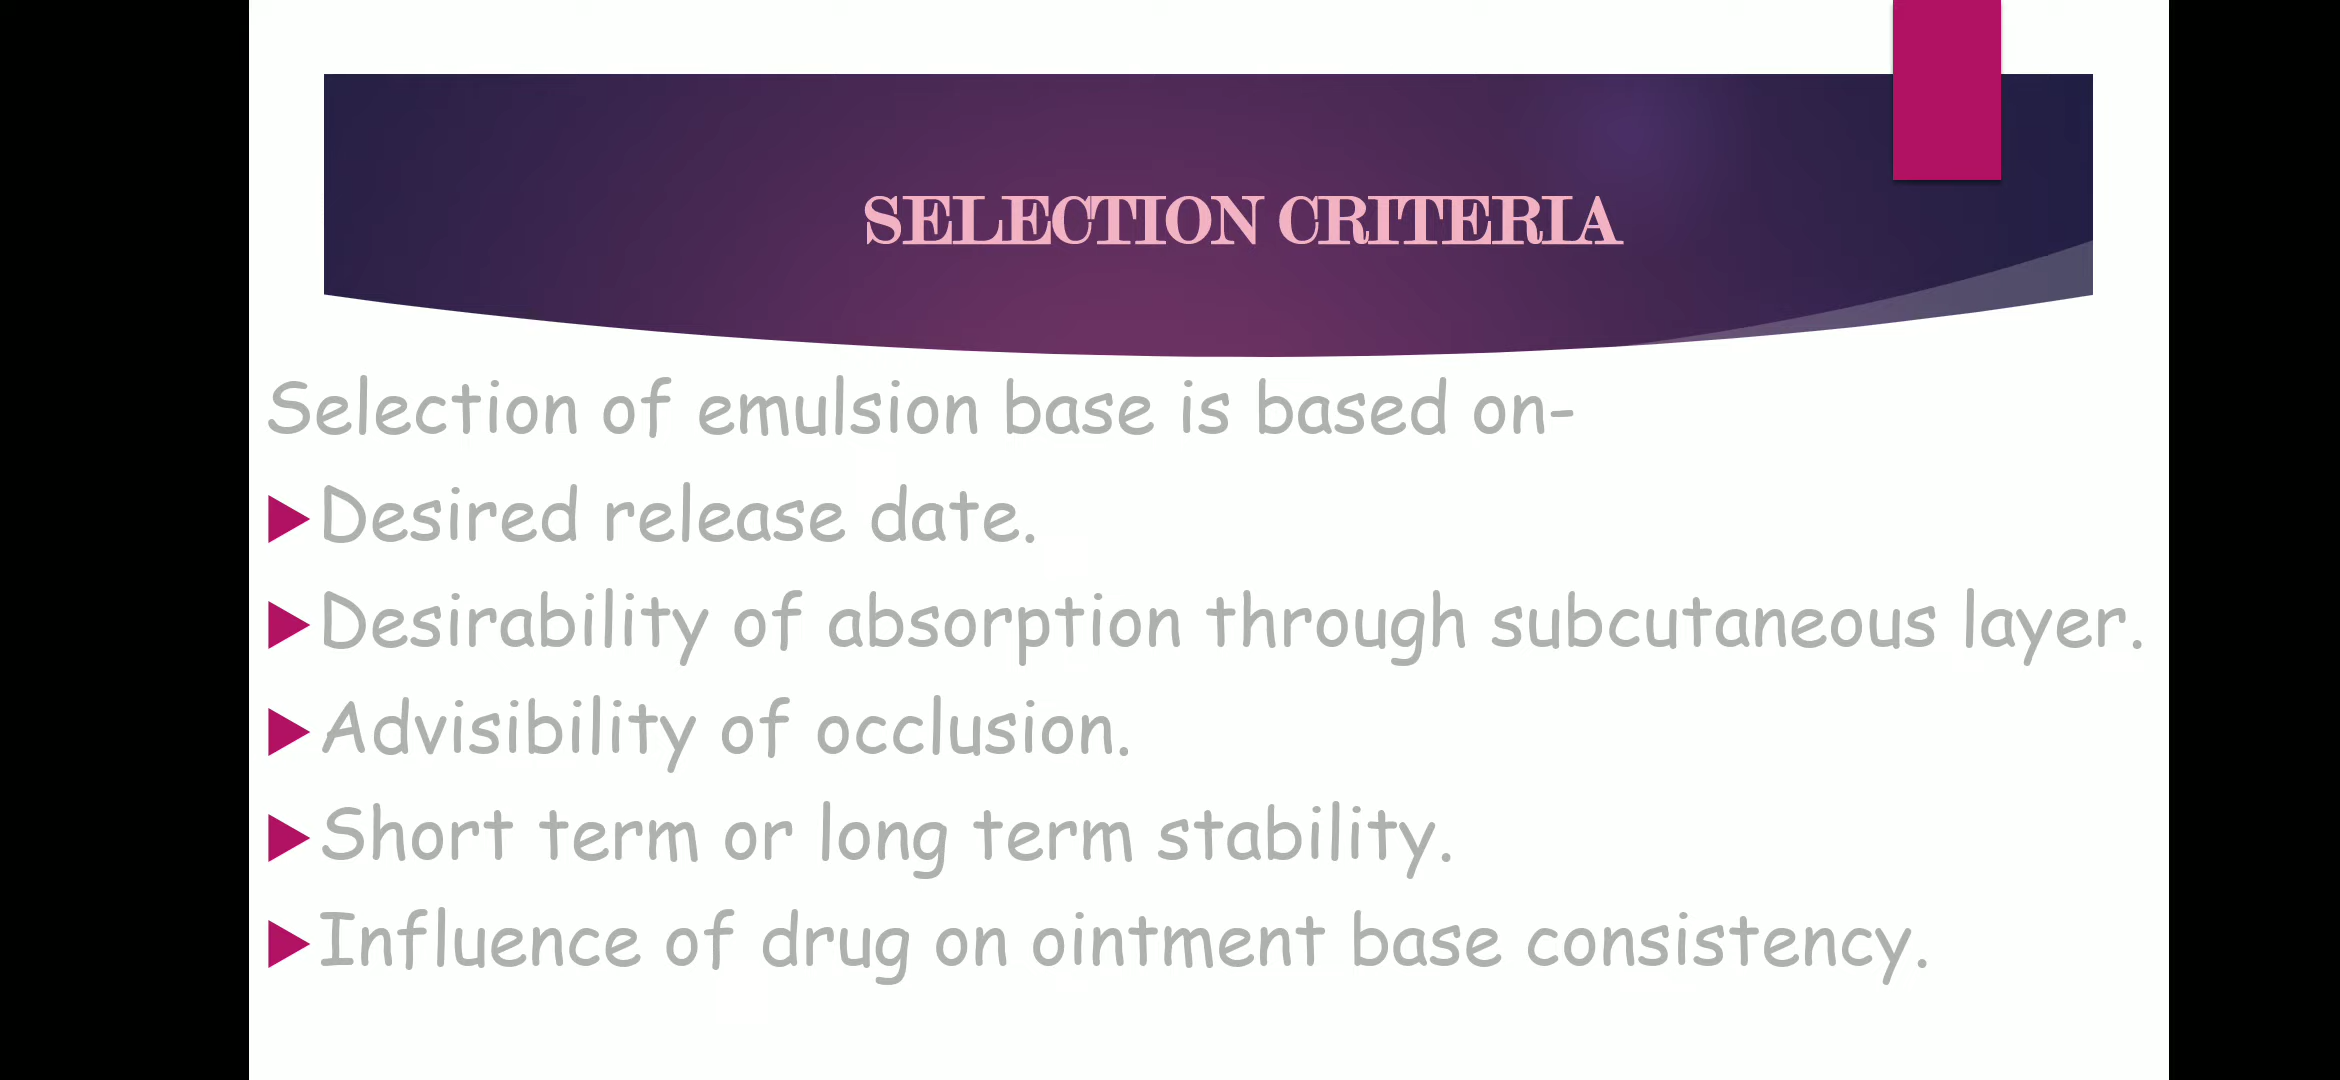 SELECTION CRITERIA
Selection of emulsion base is based on-
Desired release date.
Desirability of absorption through subcutaneous layer.
Advisibility of occlusion.
Short term or long term stability.
Influence of drug on ointment base consistency.